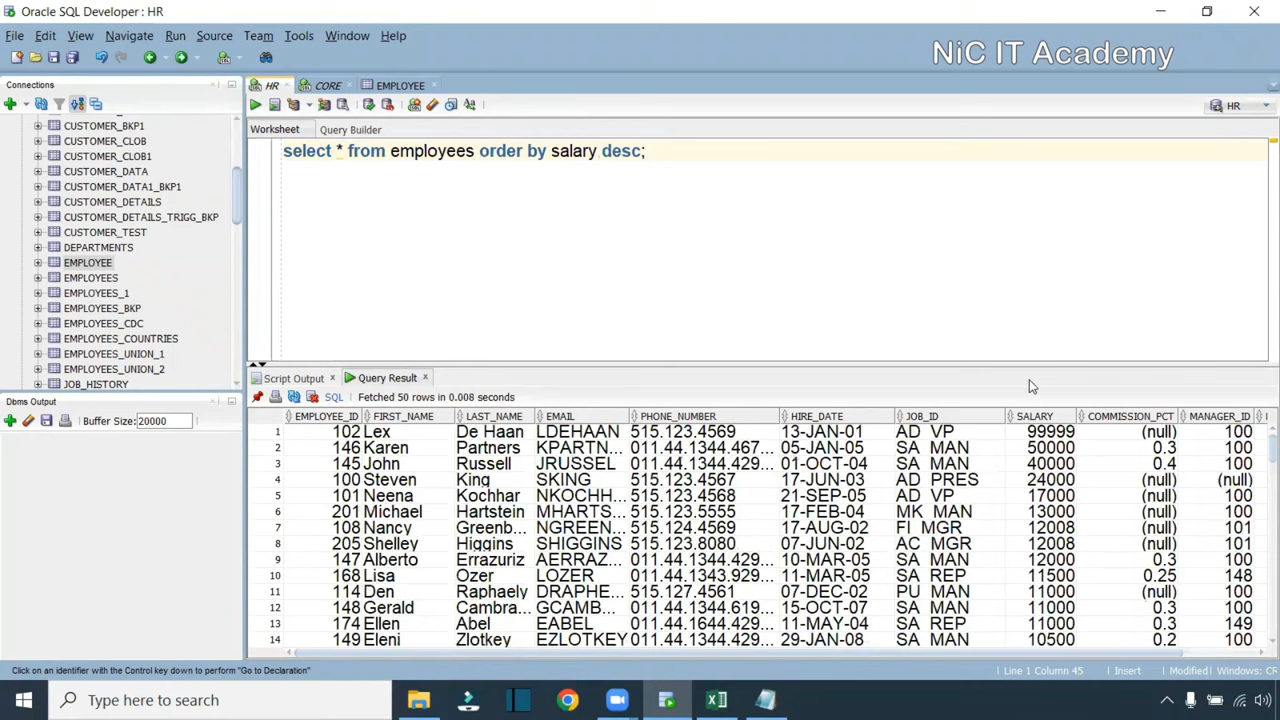 Oracle SQL Developer : HR
File Edit View Navigate Run Source Team Tools Window Help
NiC IT Academy
Connections
HR CORE EMPLOYEE
HR
Worksheet Query Builder
select * from employees order by salary desc;
CUSTOMER_BKP1
CUSTOMER_CLOB
CUSTOMER_CLOB1
CUSTOMER_DATA
CUSTOMER_DATA1_BKP1
CUSTOMER_DETAILS
CUSTOMER_DETAILS_TRIGG_BKP
CUSTOMER_TEST
DEPARTMENTS
EMPLOYEE
EMPLOYEES
EMPLOYEES_1
EMPLOYEES_BKP
EMPLOYEES_CDC
EMPLOYEES_COUNTRIES
EMPLOYEES_UNION_1
EMPLOYEES_UNION_2
JOB_HISTORY
Dbms Output
Buffer Size: 20000
Script Output × Query Result ×
SQL Fetched 50 rows in 0.008 seconds
EMPLOYEE_ID FIRST_NAME LAST_NAME EMAIL PHONE_NUMBER HIRE_DATE JOB_ID SALARY COMMISSION_PCT MANAGER_ID
1 102 Lex De Haan LDEHAAN 515.123.4569 13-JAN-01 AD_VP 99999 (null) 100
2 146 Karen Partners KPARTN... 011.44.1344.467... 05-JAN-05 SA_MAN 50000 0.3 100
3 145 John Russell JRUSSEL 011.44.1344.429... 01-OCT-04 SA_MAN 40000 0.4 100
4 100 Steven King SKING 515.123.4567 17-JUN-03 AD_PRES 24000 (null) (null)
5 101 Neena Kochhar NKOCHH... 515.123.4568 21-SEP-05 AD_VP 17000 (null) 100
6 201 Michael Hartstein MHARTS... 515.123.5555 17-FEB-04 MK_MAN 13000 (null) 100
7 108 Nancy Greenb... NGREEN... 515.124.4569 17-AUG-02 FI_MGR 12008 (null) 101
8 205 Shelley Higgins SHIGGINS 515.123.8080 07-JUN-02 AC_MGR 12008 (null) 101
9 147 Alberto Errazuriz AERRAZ... 011.44.1344.429... 10-MAR-05 SA_MAN 12000 0.3 100
10 168 Lisa Ozer LOZER 011.44.1343.929... 11-MAR-05 SA_REP 11500 0.25 148
11 114 Den Raphaely DRAPHE... 515.127.4561 07-DEC-02 PU_MAN 11000 (null) 100
12 148 Gerald Cambra... GCAMB... 011.44.1344.619... 15-OCT-07 SA_MAN 11000 0.3 100
13 174 Ellen Abel EABEL 011.44.1644.429... 11-MAY-04 SA_REP 11000 0.3 149
14 149 Eleni Zlotkey EZLOTKEY 011.44.1344.429... 29-JAN-08 SA_MAN 10500 0.2 100
Click on an identifier with the Control key down to perform "Go to Declaration"
Line 1 Column 45 Insert Modified Windows: CR
Type here to search